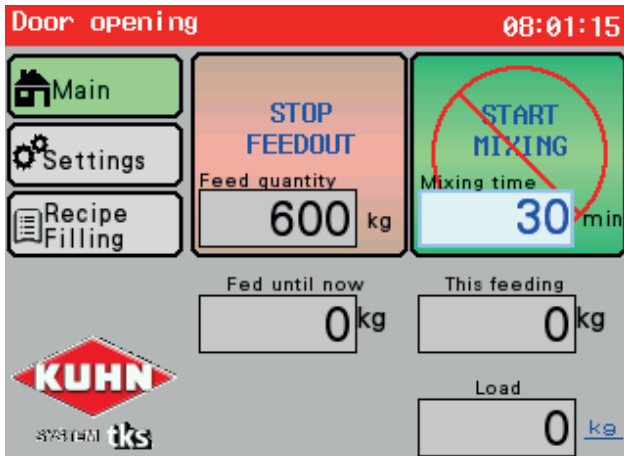 Door opening 08:01:15
Main
Settings
Recipe
Filling
STOP
FEEDOUT
Feed quantity
600 kg
START
MIXING
Mixing time
30 min
Fed until now
0 kg
This feeding
0 kg
Load
0 kg
KUHN
SYSTEM tks